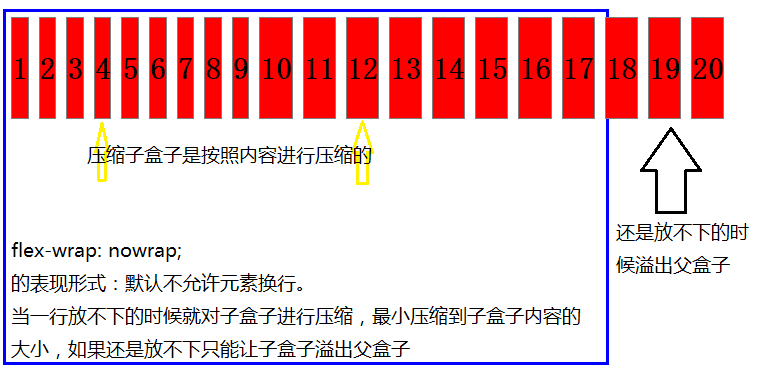 1 2 3 4 5 6 7 8 9 10 11 12 13 14 15 16 17 18 19 20
压缩子盒子是按照内容进行压缩的
还是放不下的时
候溢出父盒子
flex-wrap: nowrap;
的表现形式：默认不允许元素换行。
当一行放不下的时候就对子盒子进行压缩，最小压缩到子盒子内容的
大小，如果还是放不下只能让子盒子溢出父盒子